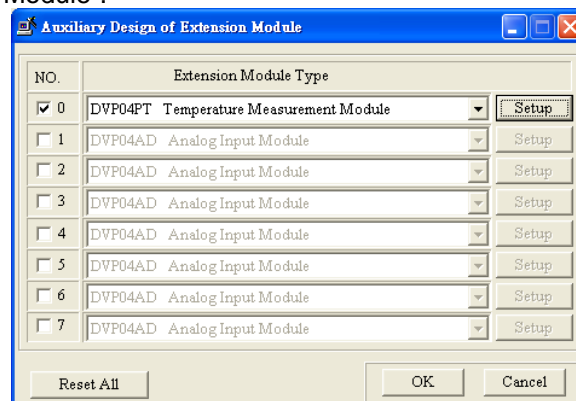 Module .
Auxiliary Design of Extension Module
NO. Extension Module Type
0 DVP04PT Temperature Measurement Module Setup
1 DVP04AD Analog Input Module Setup
2 DVP04AD Analog Input Module Setup
3 DVP04AD Analog Input Module Setup
4 DVP04AD Analog Input Module Setup
5 DVP04AD Analog Input Module Setup
6 DVP04AD Analog Input Module Setup
7 DVP04AD Analog Input Module Setup
Reset All OK Cancel